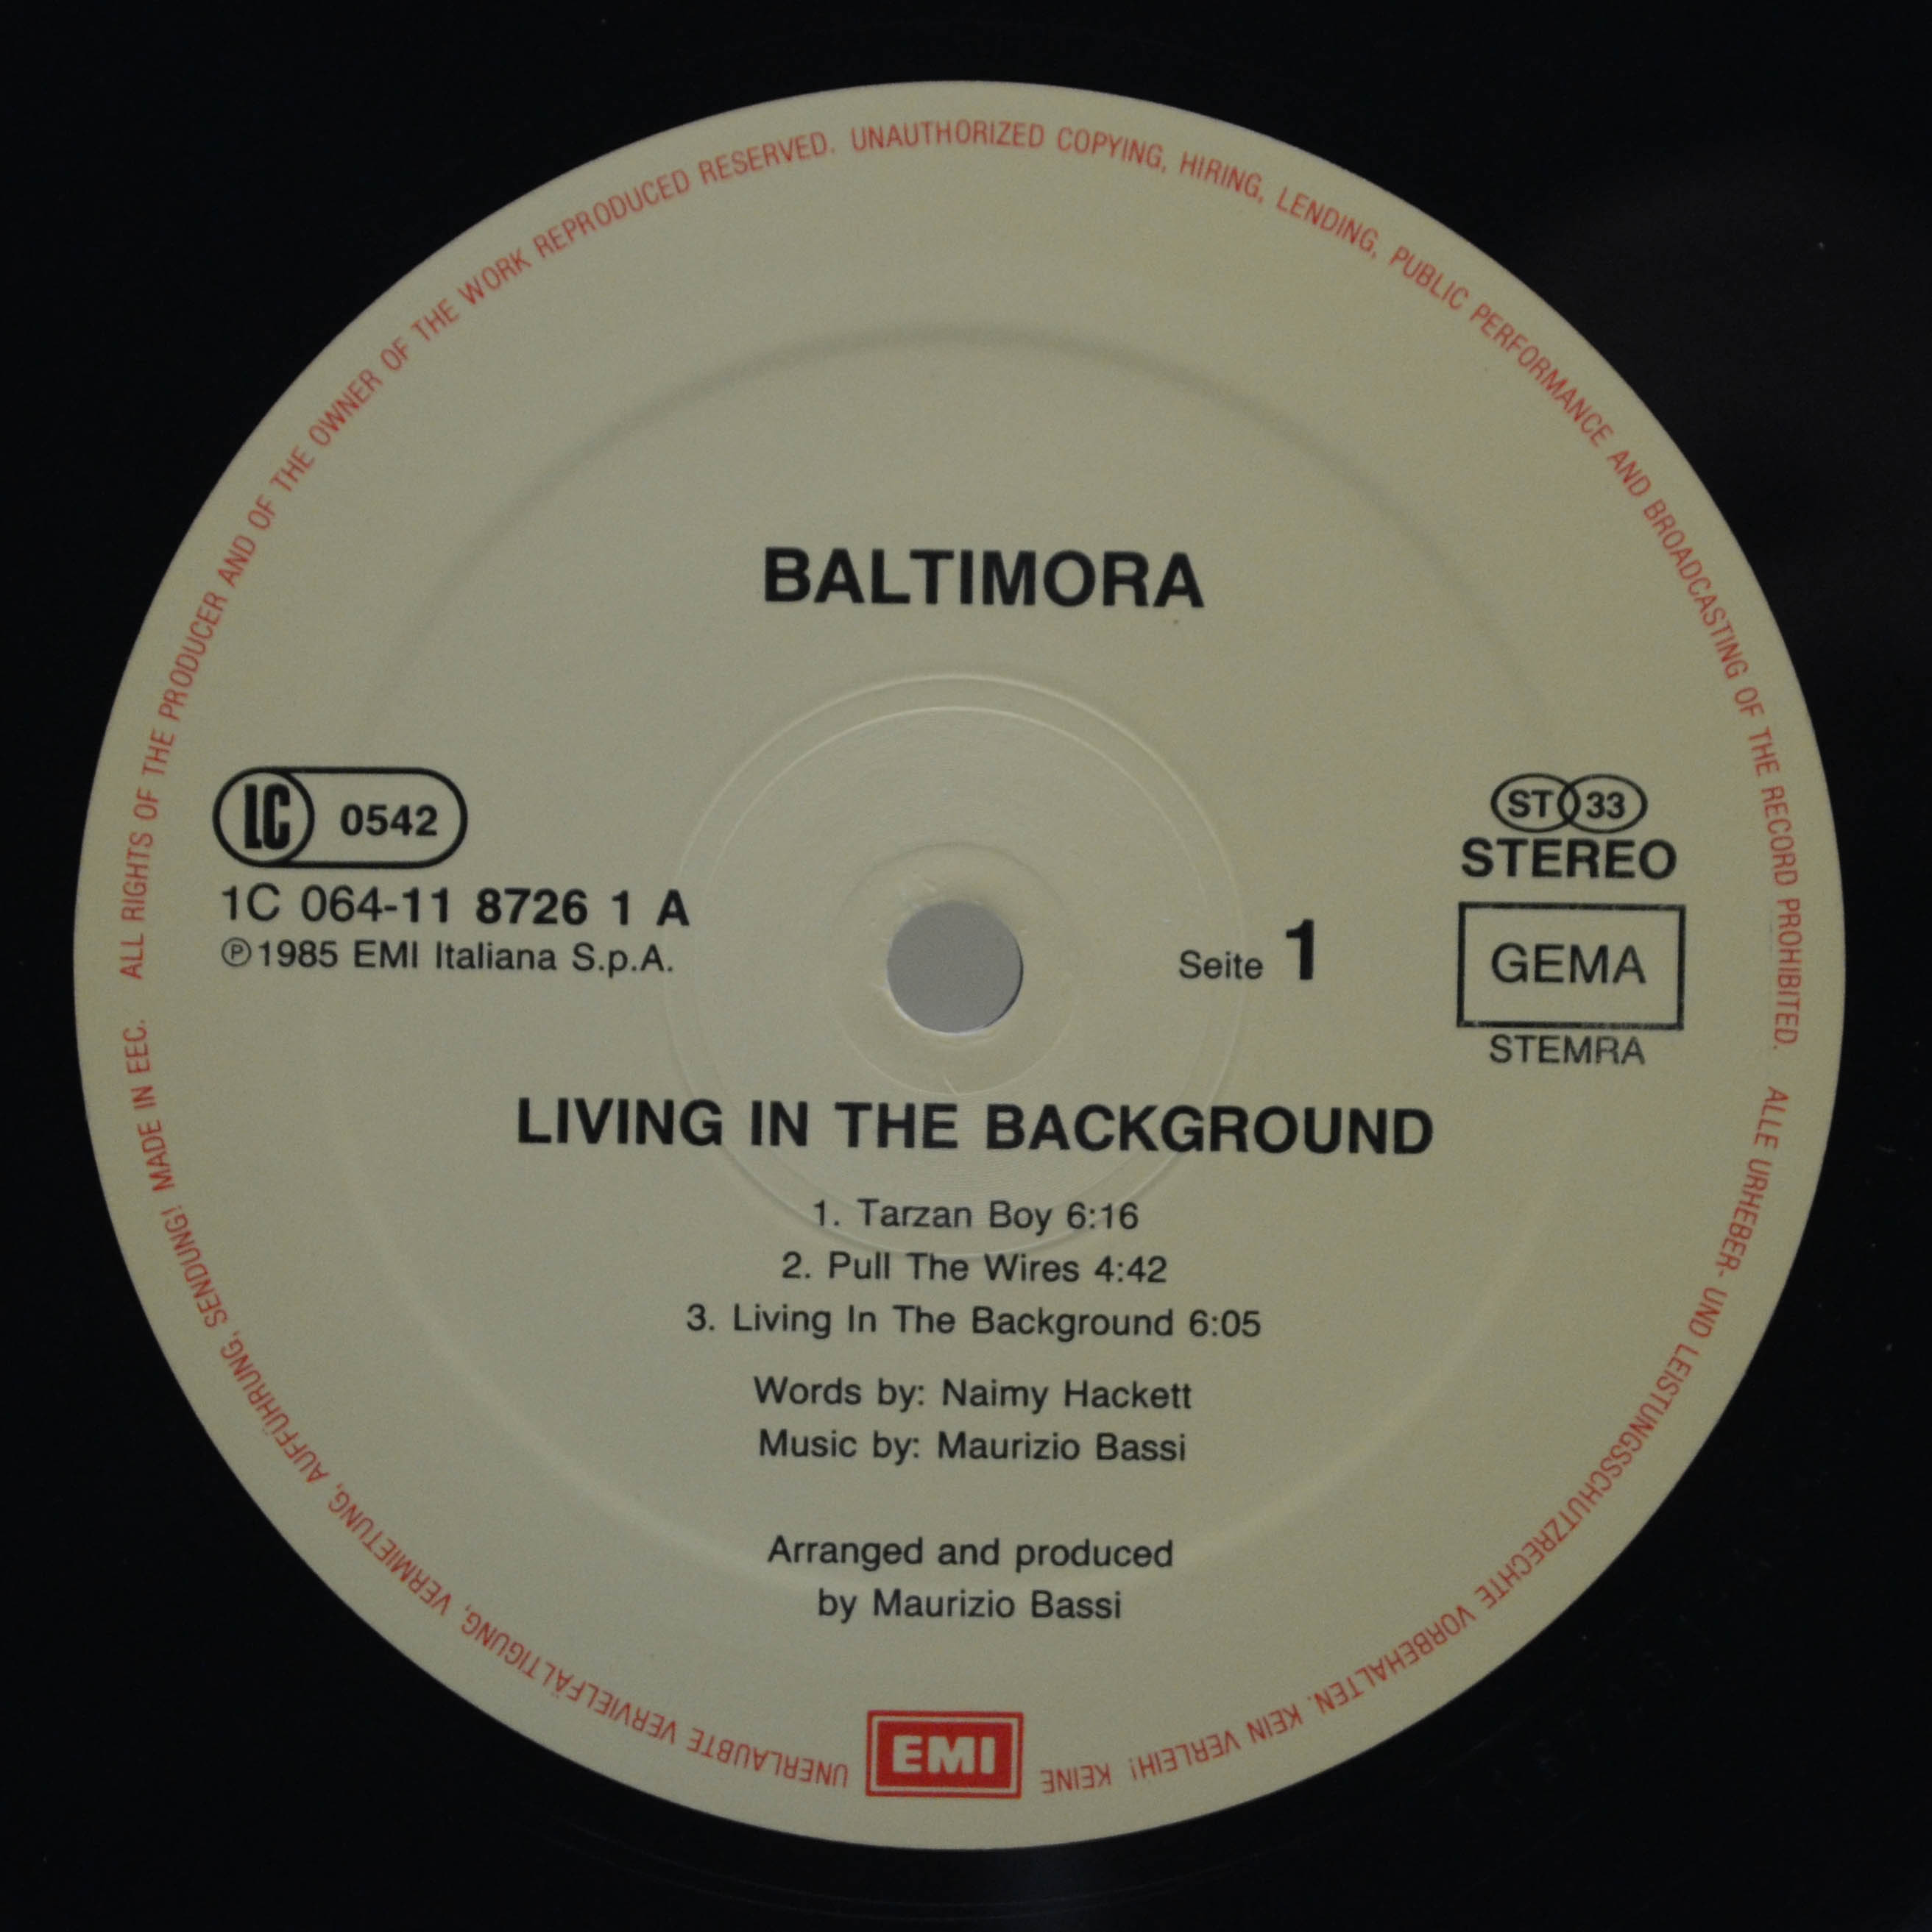 ALL RIGHTS OF THE PRODUCER AND OF THE OWNER OF THE WORK REPRODUCED RESERVED. UNAUTHORIZED COPYING, HIRING, LENDING, PUBLIC PERFORMANCE AND BROADCASTING OF THE RECORD PROHIBITED.
BALTIMORA
LC 0542
1C 064-11 8726 1 A
℗1985 EMI Italiana S.p.A.
Seite 1
ST 33
STEREO
GEMA
STEMRA
LIVING IN THE BACKGROUND
1. Tarzan Boy 6:16
2. Pull The Wires 4:42
3. Living In The Background 6:05
Words by: Naimy Hackett
Music by: Maurizio Bassi
Arranged and produced
by Maurizio Bassi
EMI
ALLE URHEBER- UND LEISTUNGSSCHUTZRECHTE VORBEHALTEN. KEIN VERLEIH! KEINE UNERLAUBTE VERVIELFÄLTIGUNG, VERMIETUNG, AUFFÜHRUNG, SENDUNG! MADE IN EEC.